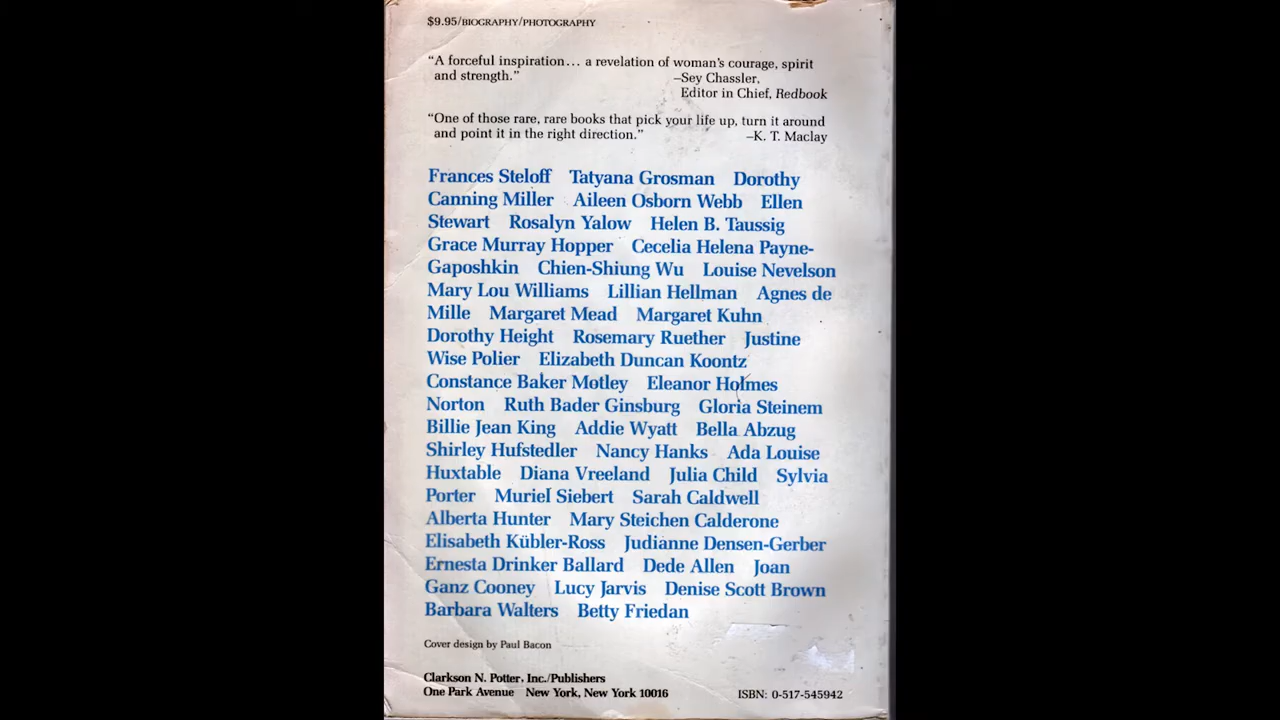 $9.95/BIOGRAPHY/PHOTOGRAPHY
“A forceful inspiration... a revelation of woman’s courage, spirit
and strength.” –Sey Chassler,
Editor in Chief, Redbook
“One of those rare, rare books that pick your life up, turn it around
and point it in the right direction.” –K. T. Maclay
Frances Steloff Tatyana Grosman Dorothy
Canning Miller Aileen Osborn Webb Ellen
Stewart Rosalyn Yalow Helen B. Taussig
Grace Murray Hopper Cecelia Helena Payne-
Gaposhkin Chien-Shiung Wu Louise Nevelson
Mary Lou Williams Lillian Hellman Agnes de
Mille Margaret Mead Margaret Kuhn
Dorothy Height Rosemary Ruether Justine
Wise Polier Elizabeth Duncan Koontz
Constance Baker Motley Eleanor Holmes
Norton Ruth Bader Ginsburg Gloria Steinem
Billie Jean King Addie Wyatt Bella Abzug
Shirley Hufstedler Nancy Hanks Ada Louise
Huxtable Diana Vreeland Julia Child Sylvia
Porter Muriel Siebert Sarah Caldwell
Alberta Hunter Mary Steichen Calderone
Elisabeth Kübler-Ross Judianne Densen-Gerber
Ernesta Drinker Ballard Dede Allen Joan
Ganz Cooney Lucy Jarvis Denise Scott Brown
Barbara Walters Betty Friedan
Cover design by Paul Bacon
Clarkson N. Potter, Inc./Publishers
One Park Avenue New York, New York 10016 ISBN: 0-517-545942